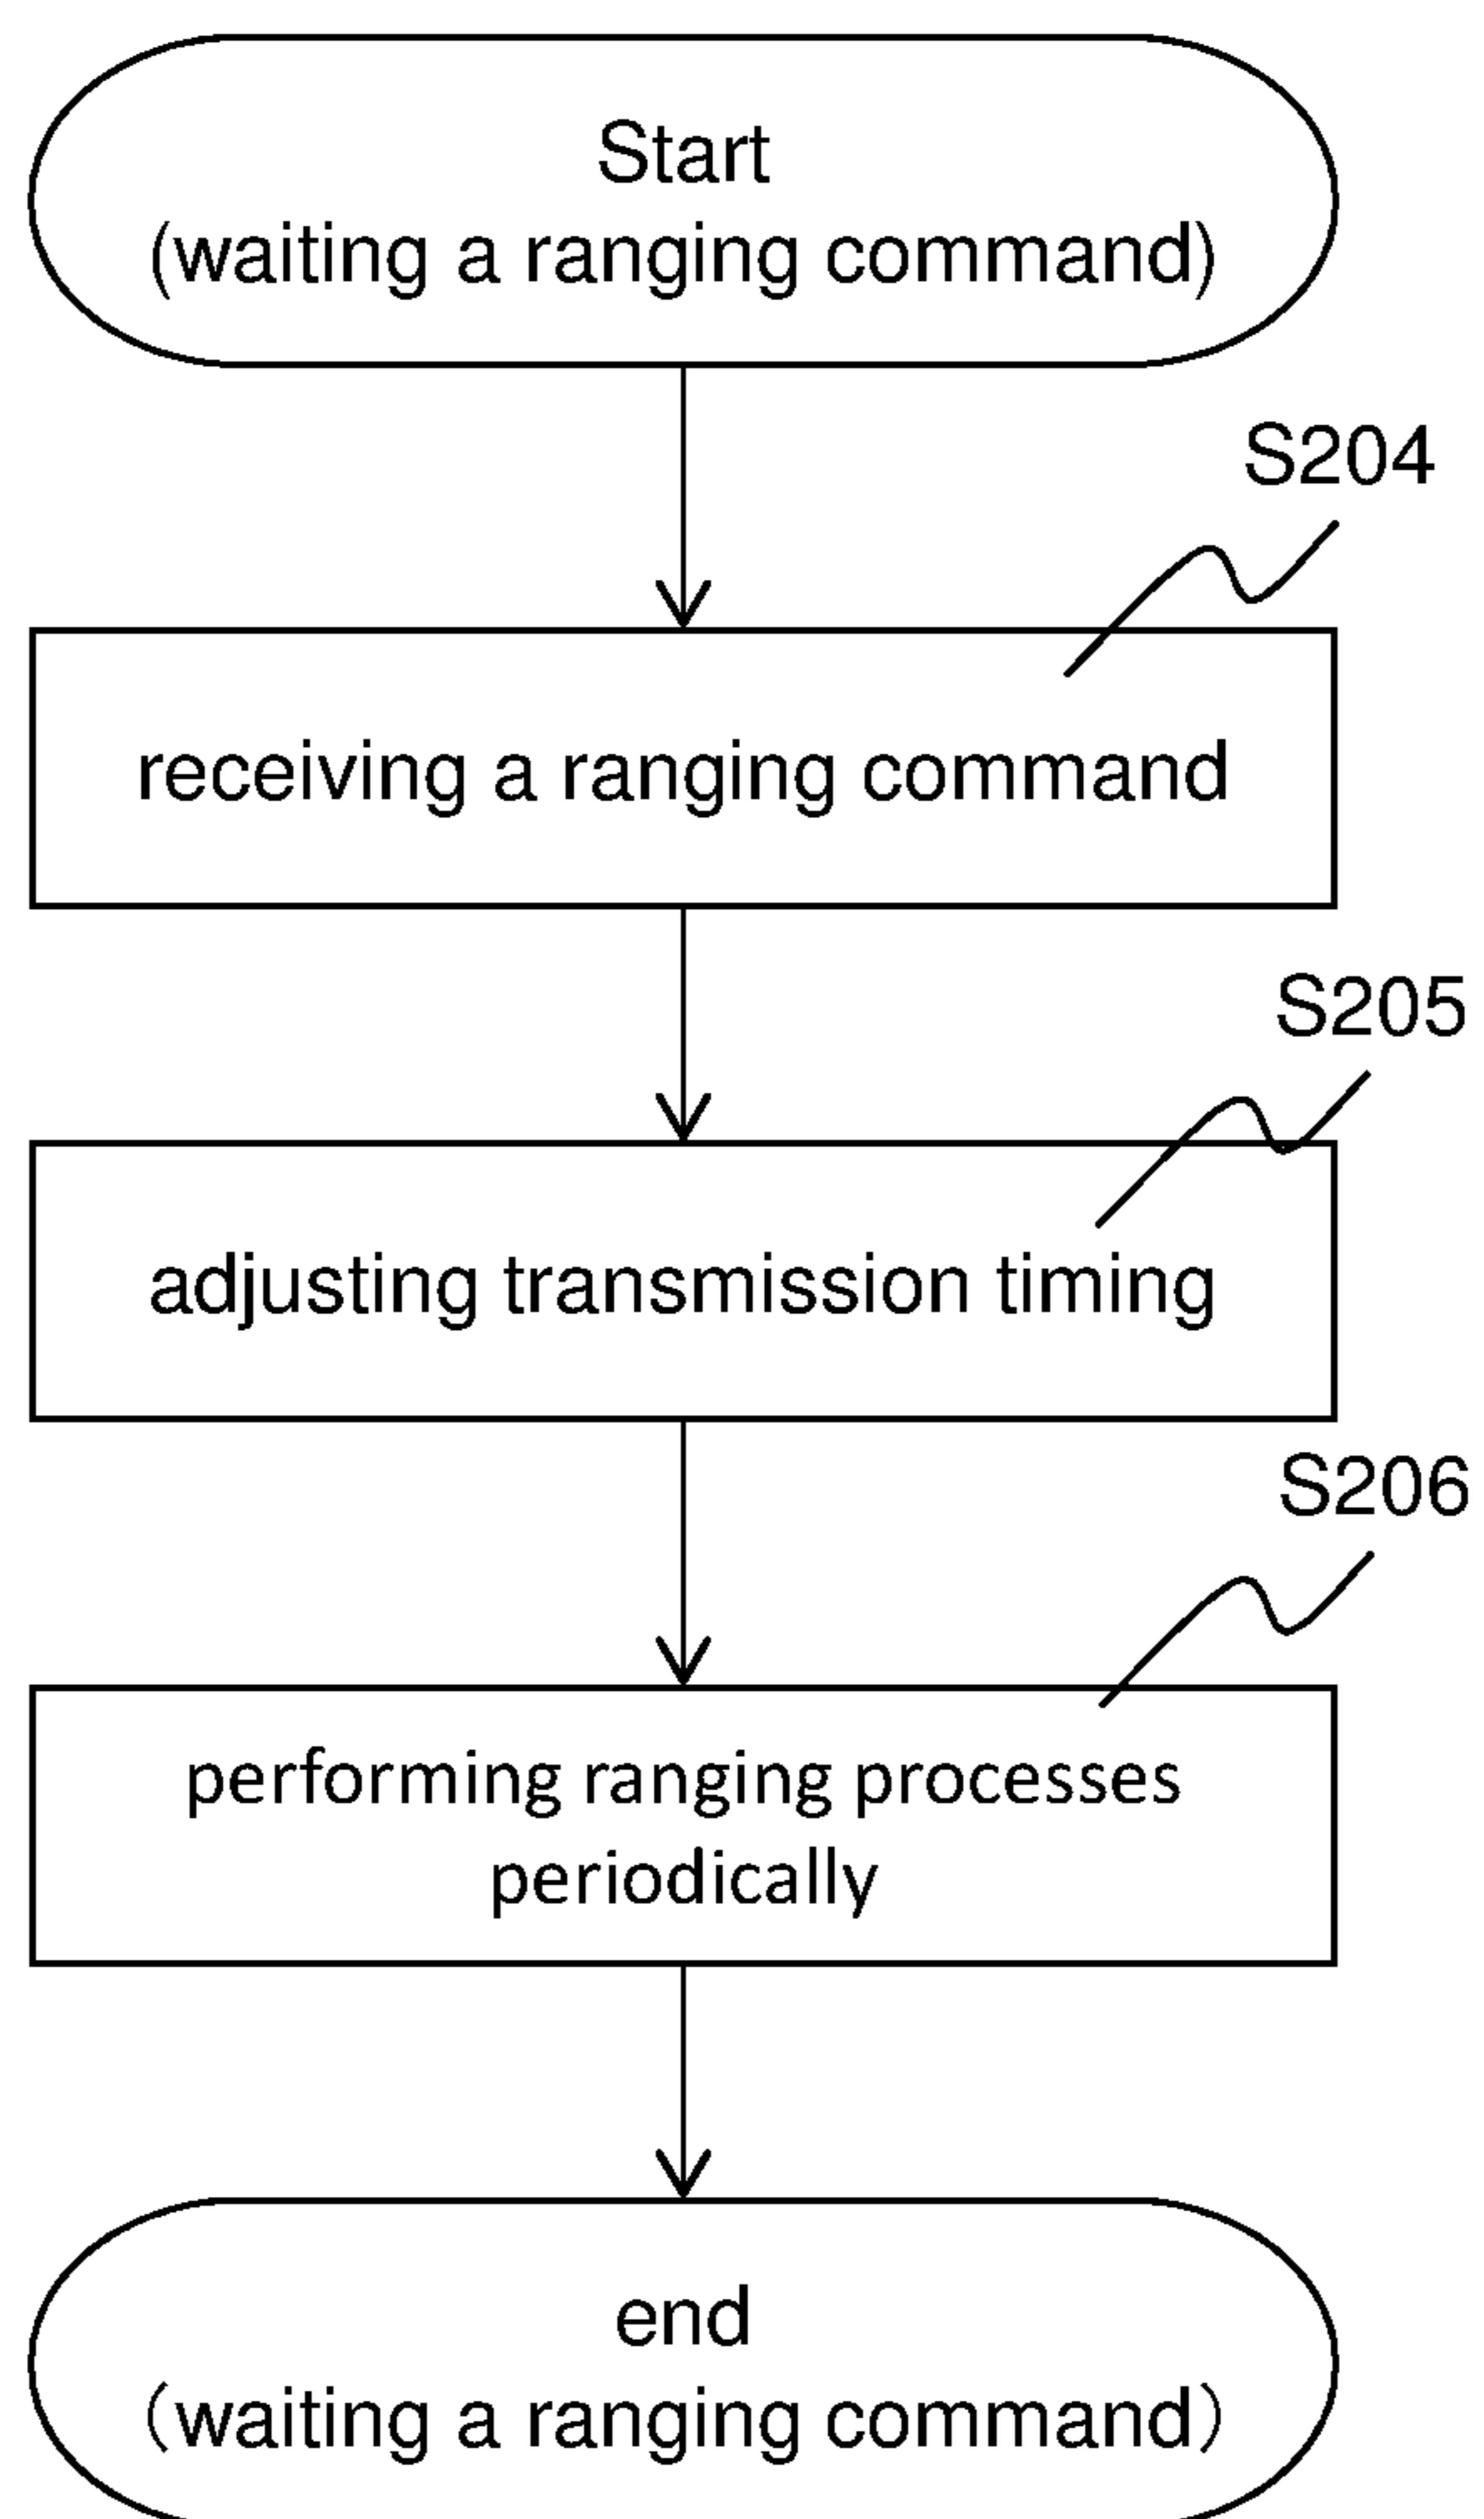 Start
(waiting a ranging command)
S204
receiving a ranging command
S205
adjusting transmission timing
S206
performing ranging processes
periodically
end
(waiting a ranging command)